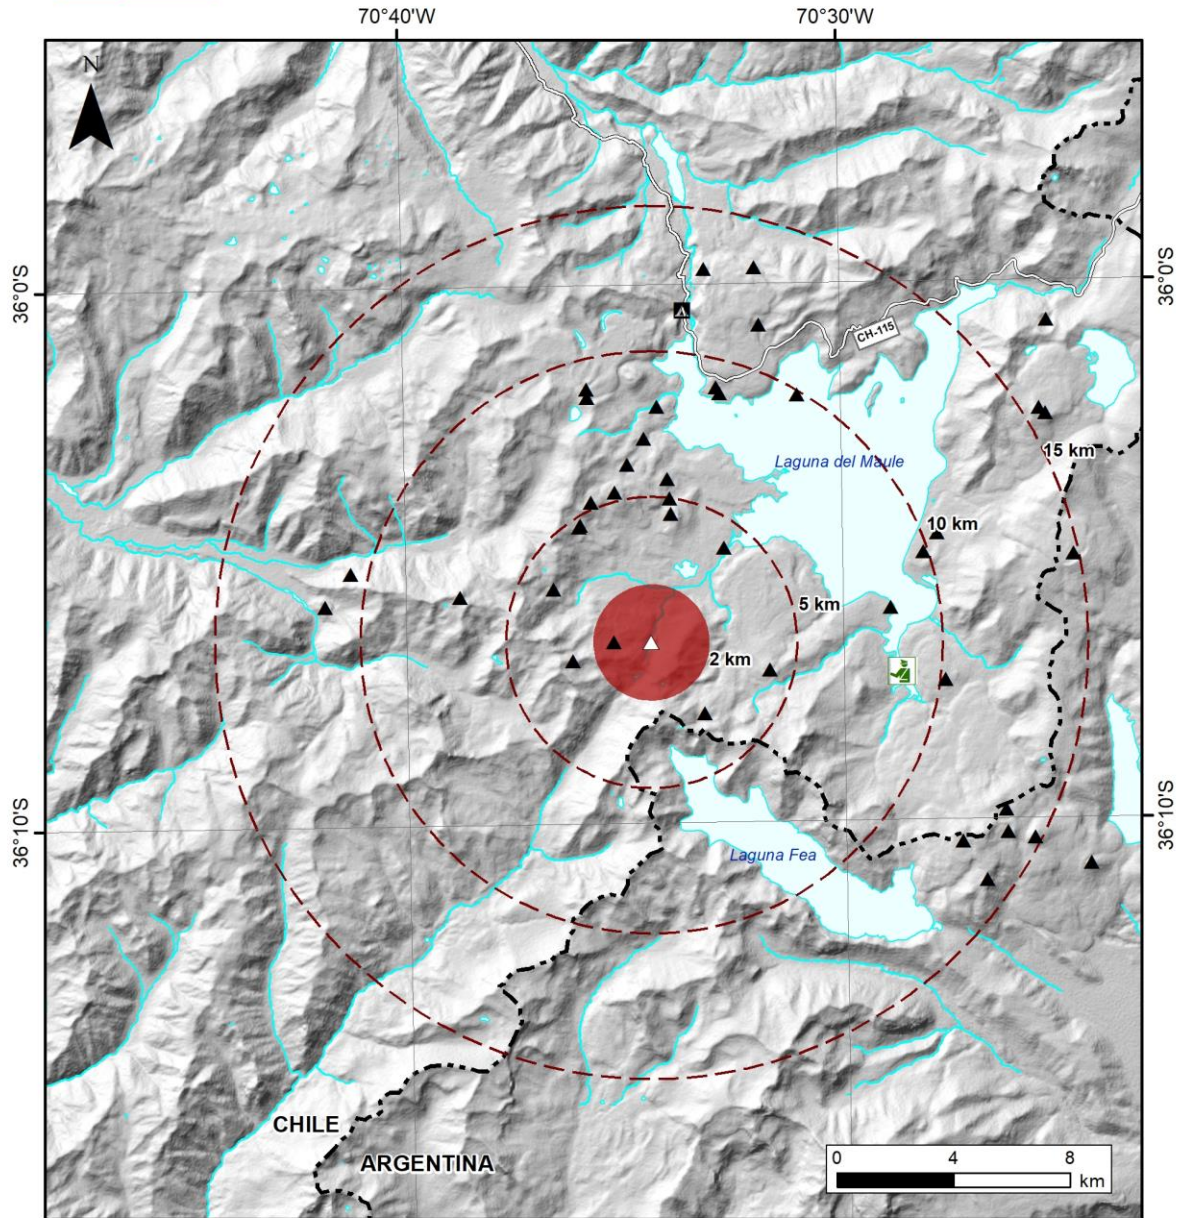 70°40'W
70°30'W
N
36°0'S
36°0'S
CH-115
15 km
Laguna del Maule
10 km
5 km
2 km
36°10'S
36°10'S
Laguna Fea
CHILE
ARGENTINA
0 4 8
km